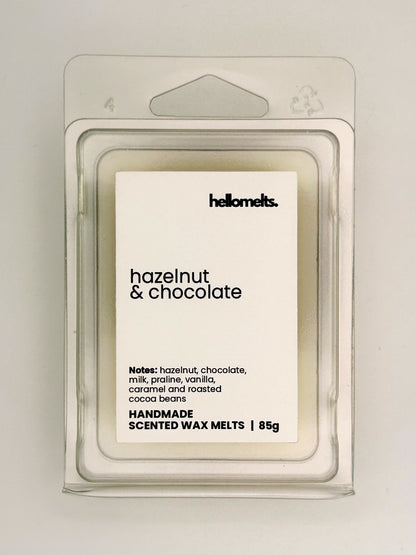 hellomelts.
hazelnut
& chocolate
Notes: hazelnut, chocolate,
milk, praline, vanilla,
caramel and roasted
cocoa beans
HANDMADE
SCENTED WAX MELTS | 85g